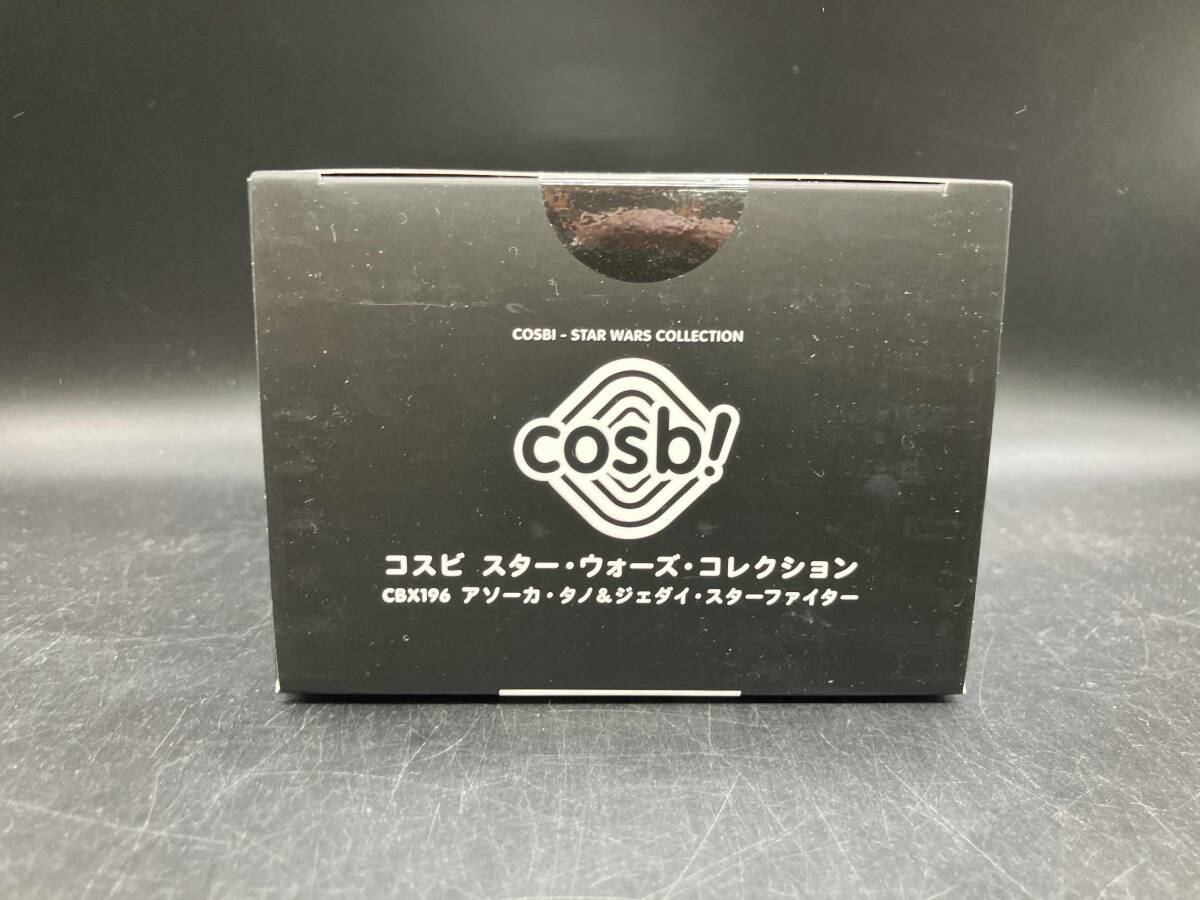 COSBI - STAR WARS COLLECTION
cosb!
コスビ スター・ウォーズ・コレクション
CBX196 アソーカ・タノ&ジェダイ・スターファイター